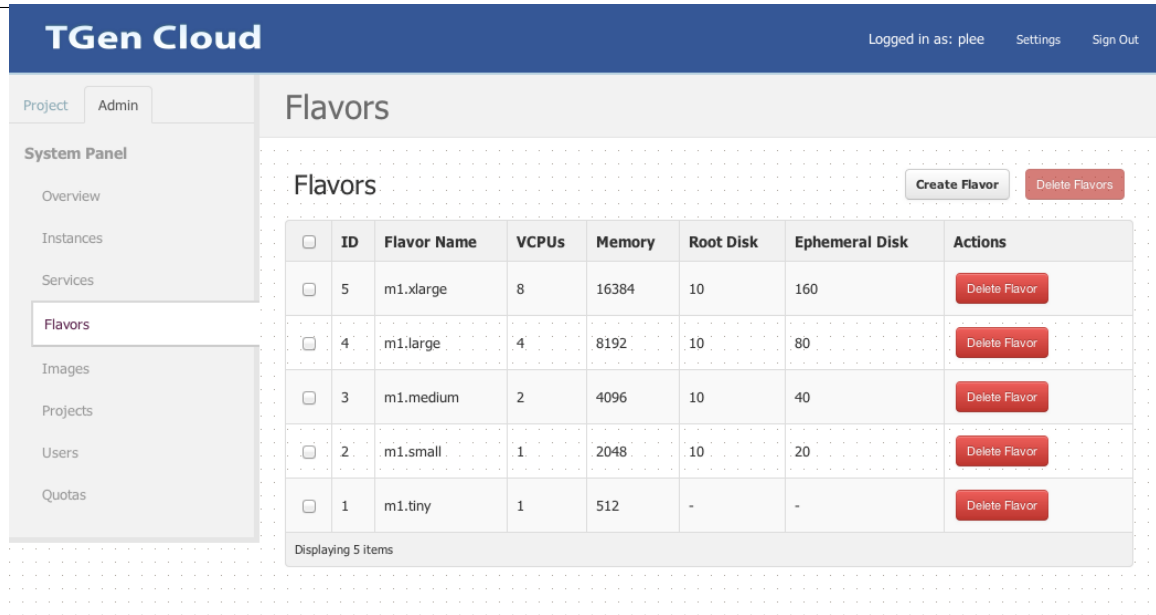 TGen Cloud
Logged in as: plee Settings Sign Out
Project Admin
Flavors
System Panel
Overview
Instances
Services
Flavors
Images
Projects
Users
Quotas
Flavors
Create Flavor Delete Flavors
ID Flavor Name VCPUs Memory Root Disk Ephemeral Disk Actions
5 m1.xlarge 8 16384 10 160 Delete Flavor
4 m1.large 4 8192 10 80 Delete Flavor
3 m1.medium 2 4096 10 40 Delete Flavor
2 m1.small 1 2048 10 20 Delete Flavor
1 m1.tiny 1 512 - - Delete Flavor
Displaying 5 items